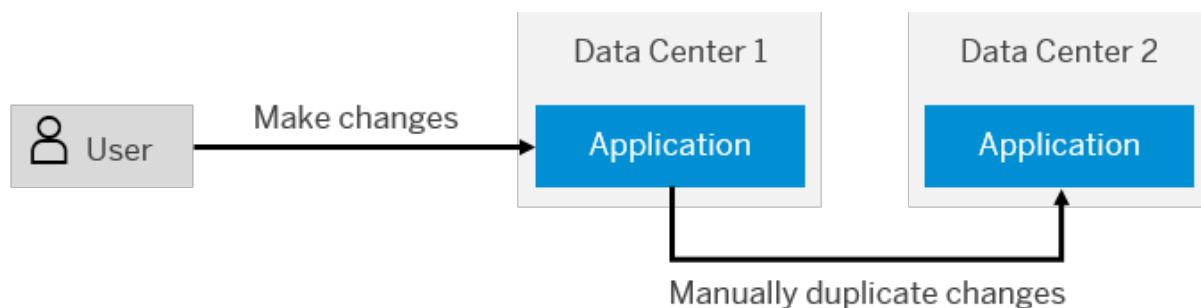 Data Center 1
Data Center 2
Make changes
User
Application
Application
Manually duplicate changes